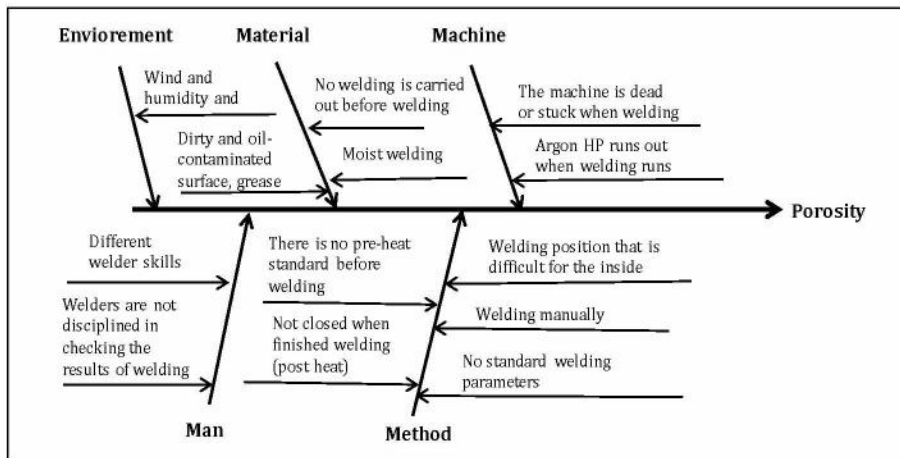 Enviorement
Material
Machine
Wind and
humidity and
No welding is carried
out before welding
The machine is dead
or stuck when welding
Dirty and oil-
contaminated
surface, grease
Moist welding
Argon HP runs out
when welding runs
Porosity
Different
welder skills
There is no pre-heat
standard before
welding
Welding position that is
difficult for the inside
Welders are not
disciplined in
checking the
results of welding
Not closed when
finished welding
(post heat)
Welding manually
No standard welding
parameters
Man
Method